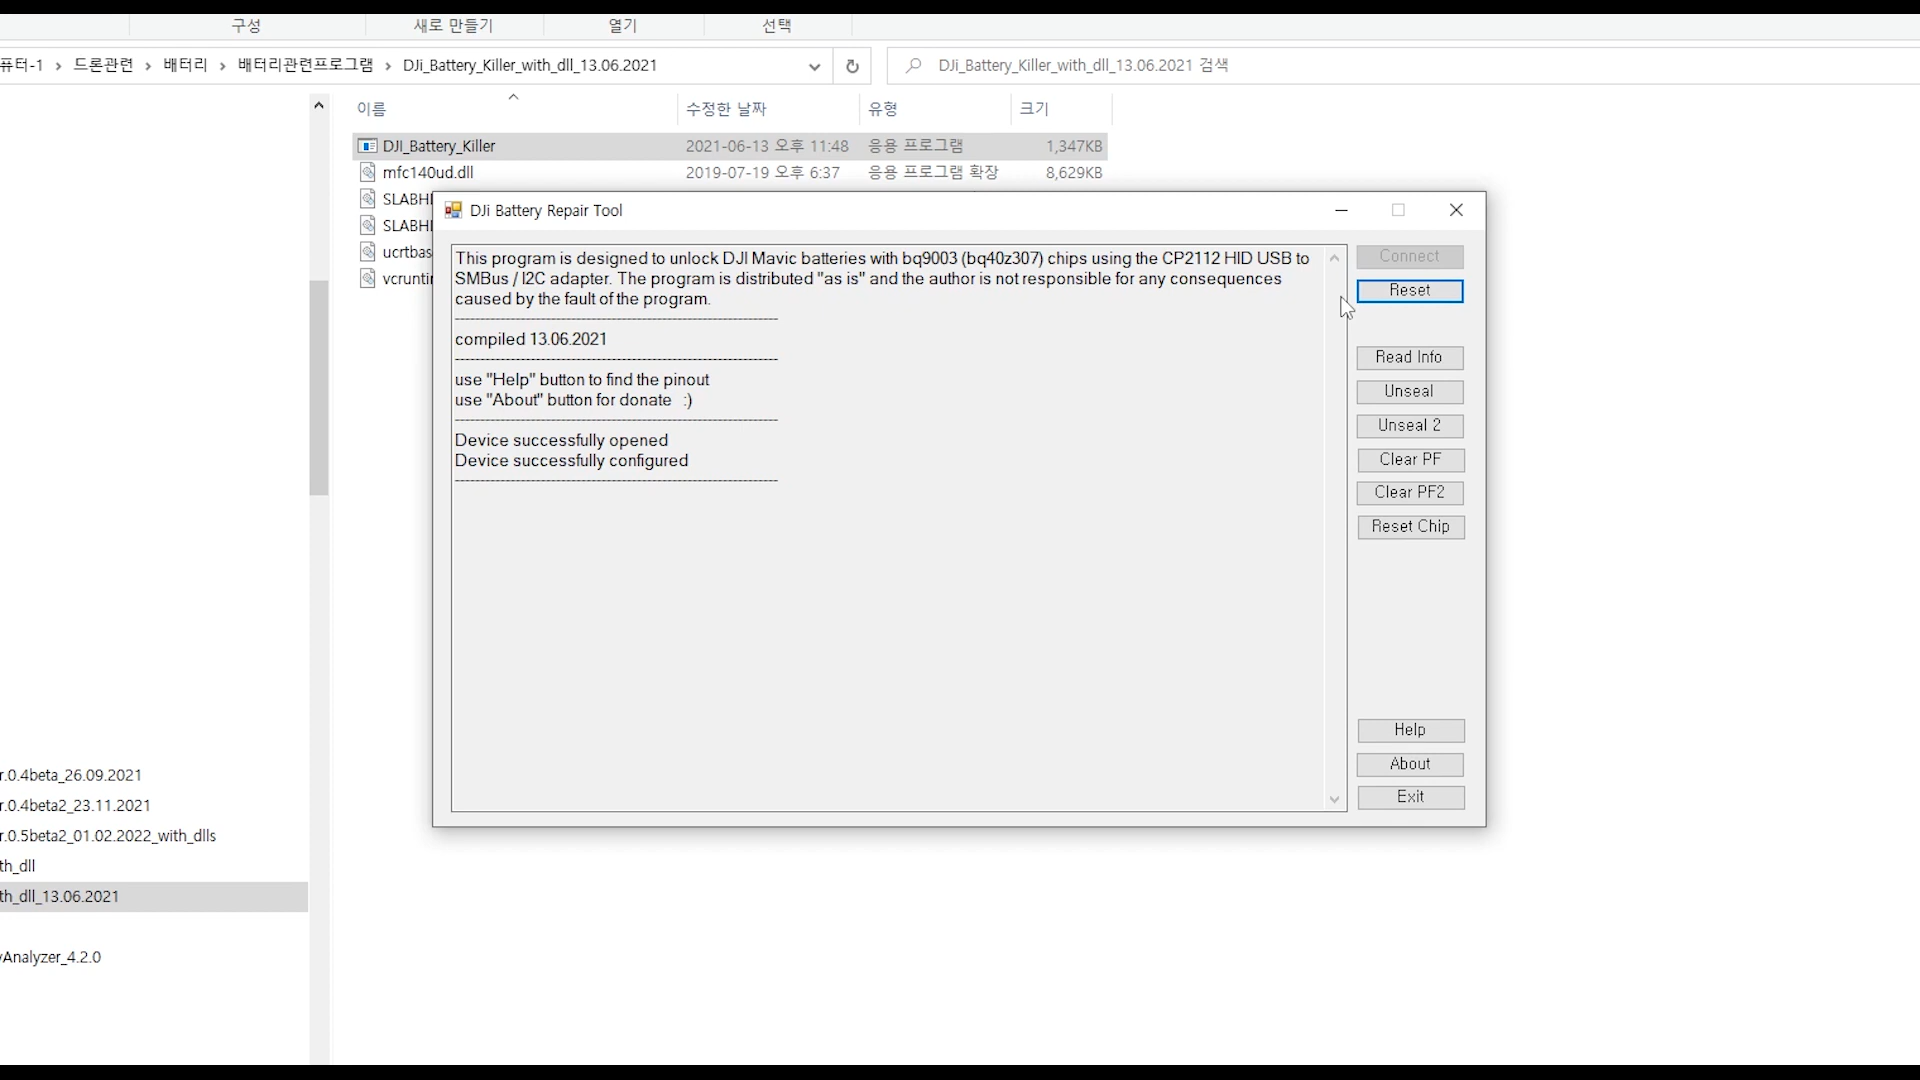 구성
새로 만들기
열기
선택
퓨터-1 › 드론관련 › 배터리 › 배터리관련프로그램 › DJi_Battery_Killer_with_dll_13.06.2021
DJi_Battery_Killer_with_dll_13.06.2021 검색
이름
수정한 날짜
유형
크기
DJI_Battery_Killer 2021-06-13 오후 11:48 응용 프로그램 1,347KB
mfc140ud.dll 2019-07-19 오후 6:37 응용 프로그램 확장 8,629KB
SLABHI
SLABHI
ucrtbas
vcruntir
DJi Battery Repair Tool
This program is designed to unlock DJI Mavic batteries with bq9003 (bq40z307) chips using the CP2112 HID USB to
SMBus / I2C adapter. The program is distributed "as is" and the author is not responsible for any consequences
caused by the fault of the program.
compiled 13.06.2021
use "Help" button to find the pinout
use "About" button for donate :)
Device successfully opened
Device successfully configured
Connect
Reset
Read Info
Unseal
Unseal 2
Clear PF
Clear PF2
Reset Chip
Help
About
Exit
r.0.4beta_26.09.2021
r.0.4beta2_23.11.2021
r.0.5beta2_01.02.2022_with_dlls
th_dll
th_dll_13.06.2021
yAnalyzer_4.2.0